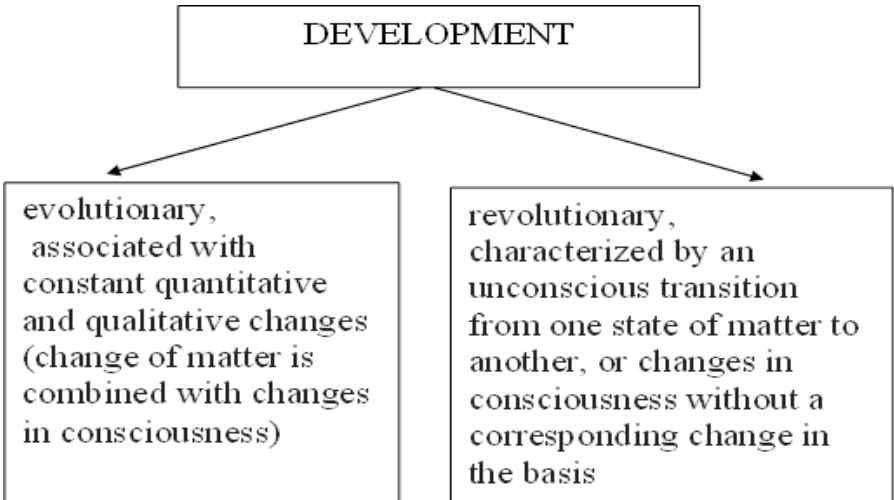 DEVELOPMENT
evolutionary,
associated with
constant quantitative
and qualitative changes
(change of matter is
combined with changes
in consciousness)
revolutionary,
characterized by an
unconscious transition
from one state of matter to
another, or changes in
consciousness without a
corresponding change in
the basis